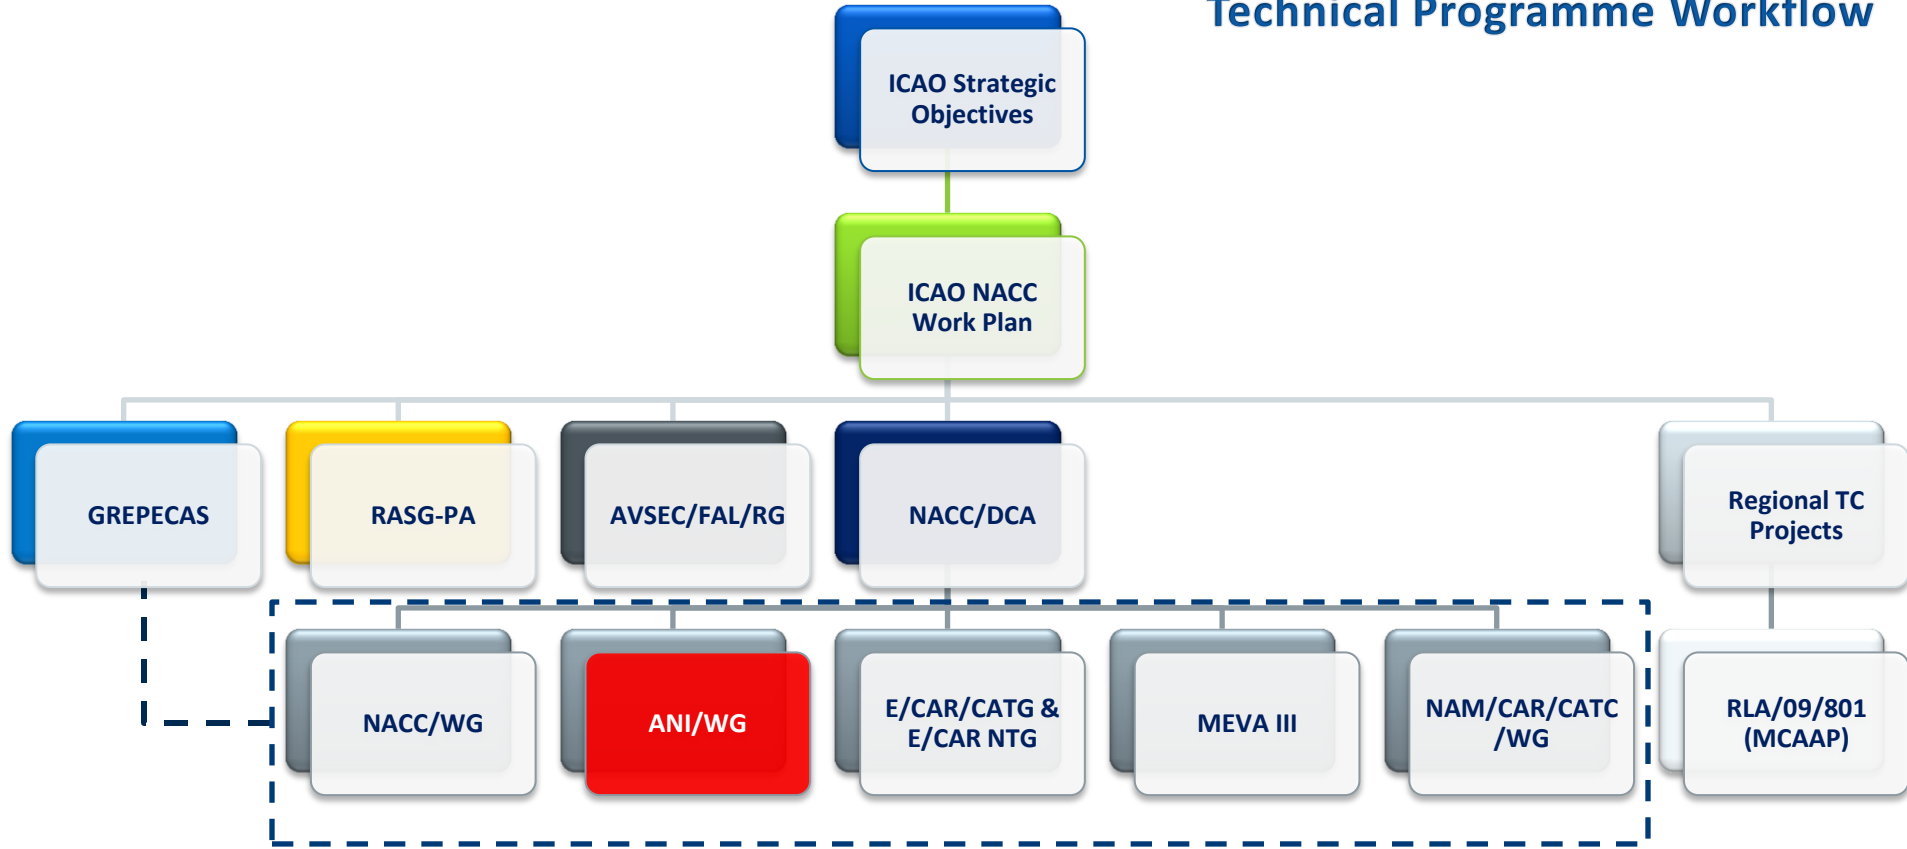 Technical Programme Workflow
ICAO Strategic
Objectives
ICAO NACC
Work Plan
GREPECAS
RASG-PA
AVSEC/FAL/RG
NACC/DCA
Regional TC
Projects
NACC/WG
ANI/WG
E/CAR/CATG &
E/CAR NTG
MEVA III
NAM/CAR/CATC
/WG
RLA/09/801
(MCAAP)